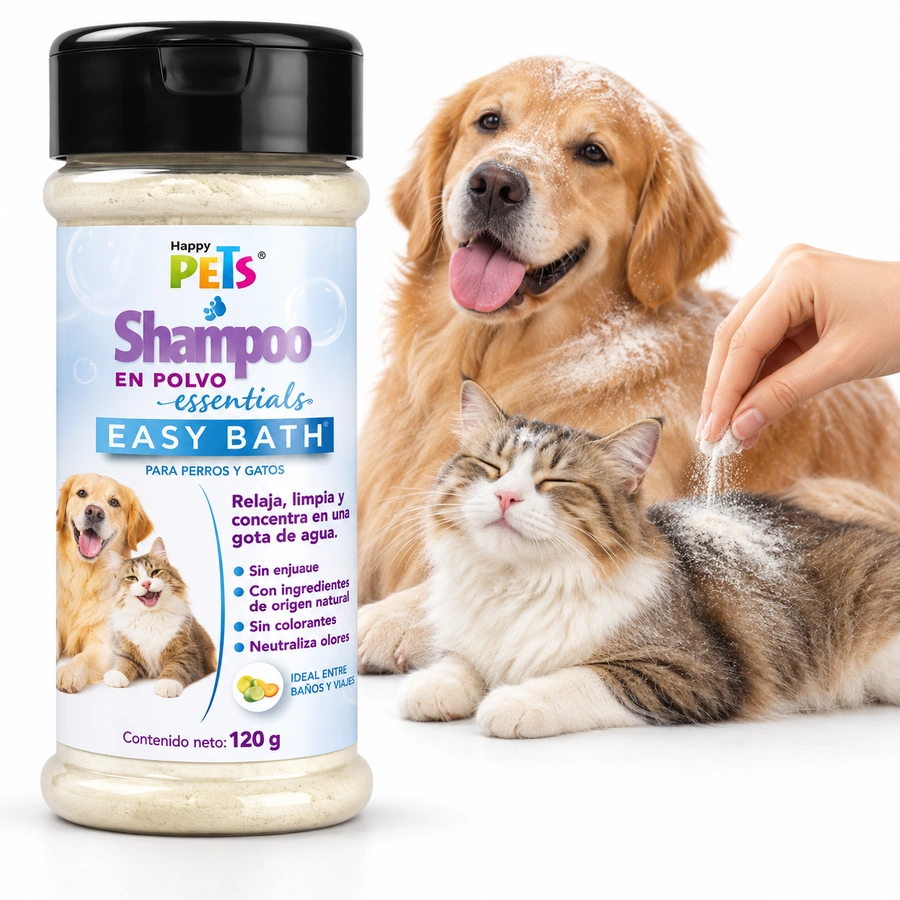 Happy
PETS®
Shampoo
EN POLVO
essentials®
EASY BATH®
PARA PERROS Y GATOS
Relaja, limpia y
concentra en una
gota de agua.
Sin enjuaue
Con ingredientes
de origen natural
Sin colorantes
Neutraliza olores
IDEAL ENTRE
BAÑOS Y VIAJES
Contenido neto: 120 g